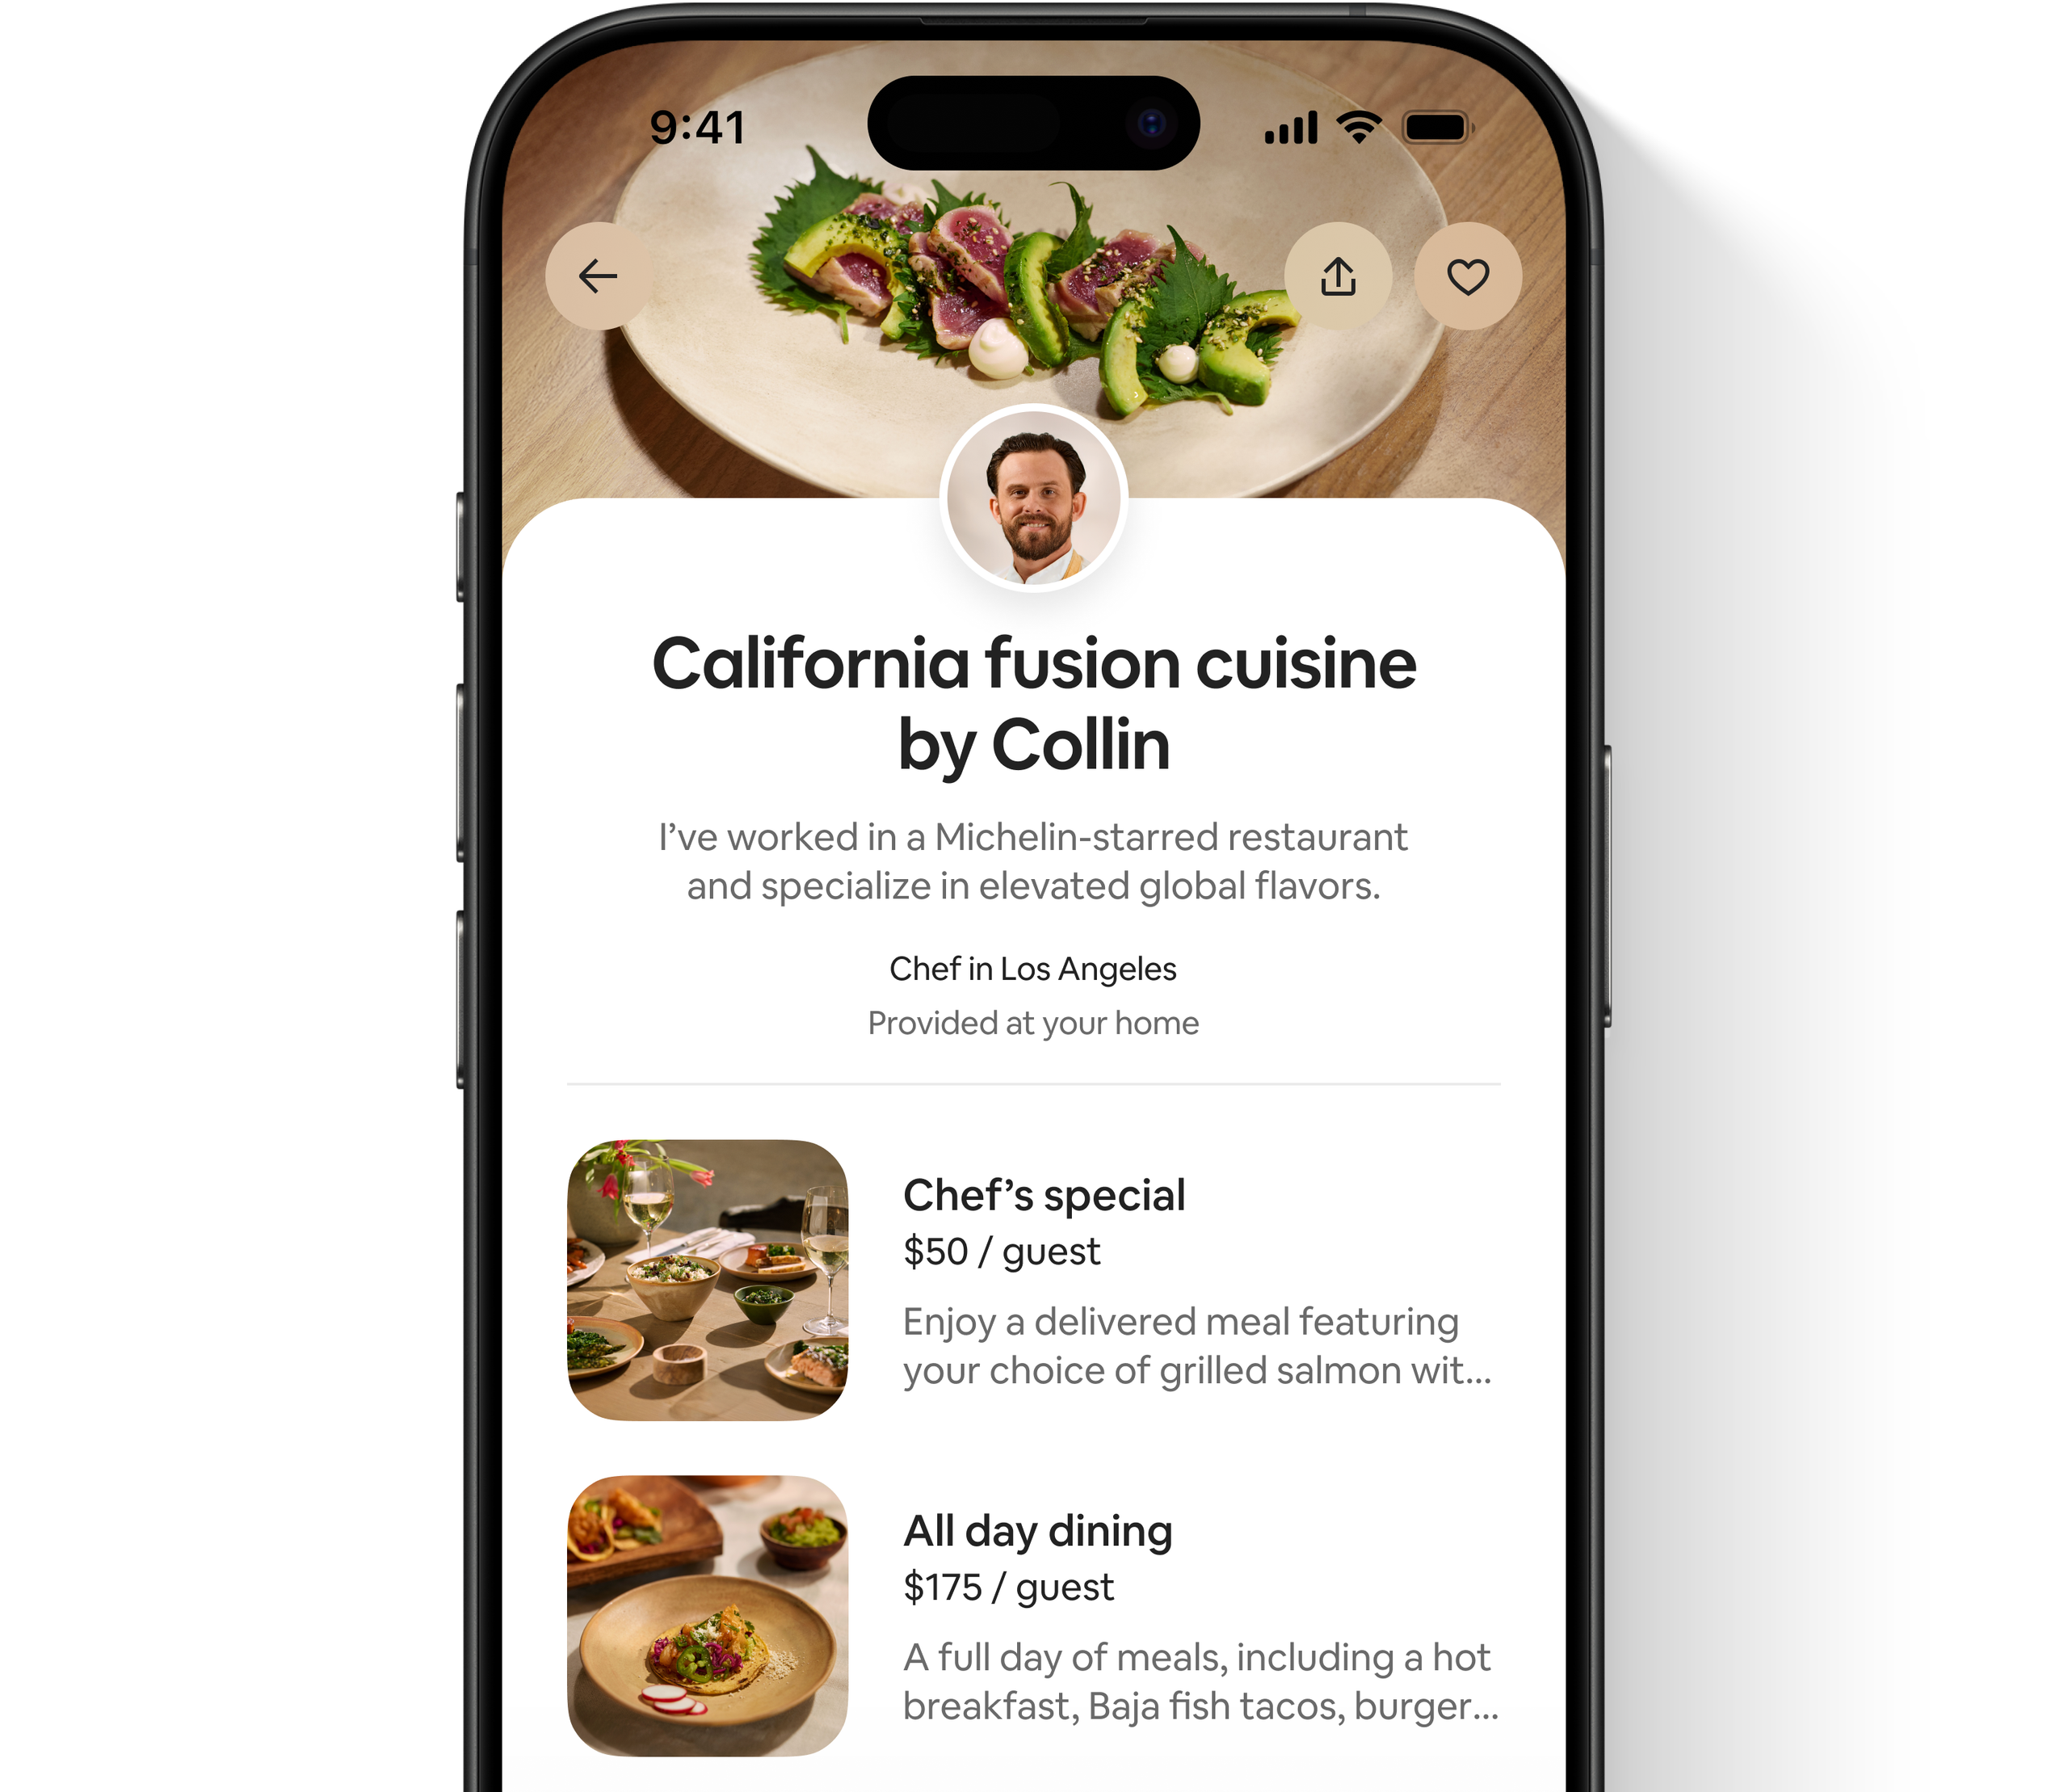 9:41
California fusion cuisine
by Collin
I’ve worked in a Michelin-starred restaurant
and specialize in elevated global flavors.
Chef in Los Angeles
Provided at your home
Chef’s special
$50 / guest
Enjoy a delivered meal featuring
your choice of grilled salmon wit...
All day dining
$175 / guest
A full day of meals, including a hot
breakfast, Baja fish tacos, burger...